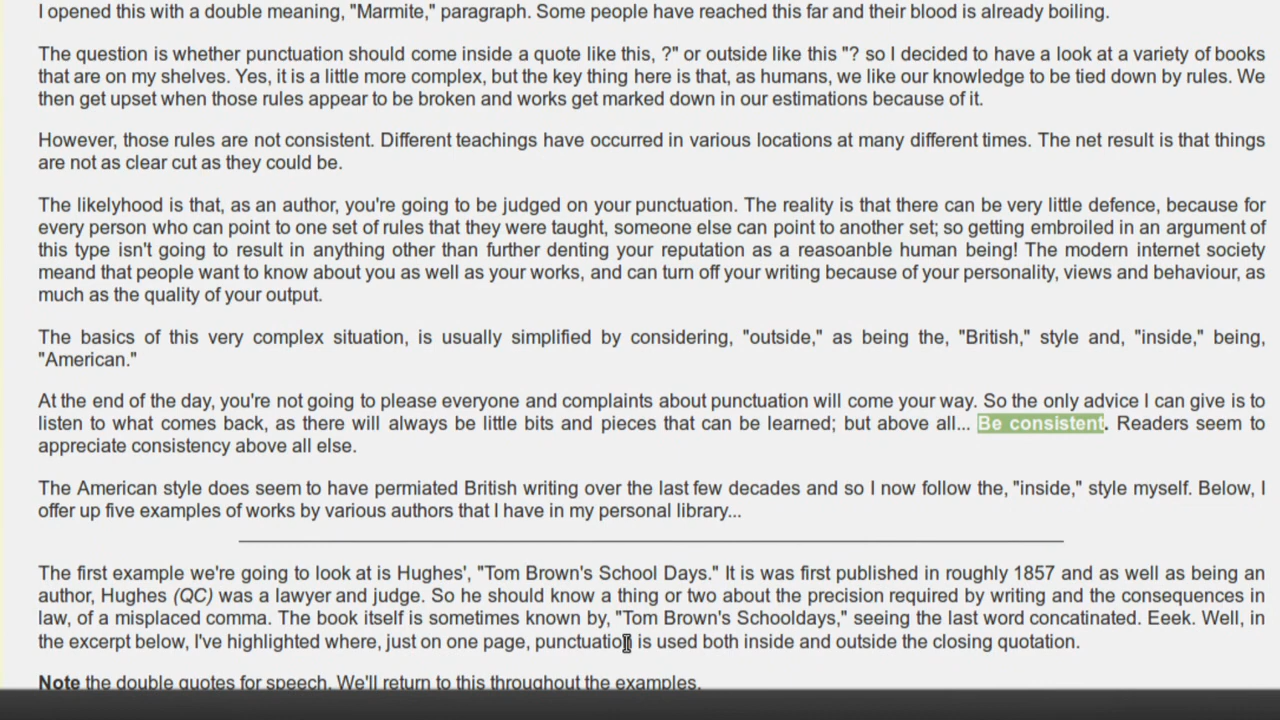 I opened this with a double meaning, "Marmite," paragraph. Some people have reached this far and their blood is already boiling.
The question is whether punctuation should come inside a quote like this, ?" or outside like this "? so I decided to have a look at a variety of books
that are on my shelves. Yes, it is a little more complex, but the key thing here is that, as humans, we like our knowledge to be tied down by rules. We
then get upset when those rules appear to be broken and works get marked down in our estimations because of it.
However, those rules are not consistent. Different teachings have occurred in various locations at many different times. The net result is that things
are not as clear cut as they could be.
The likelyhood is that, as an author, you're going to be judged on your punctuation. The reality is that there can be very little defence, because for
every person who can point to one set of rules that they were taught, someone else can point to another set; so getting embroiled in an argument of
this type isn't going to result in anything other than further denting your reputation as a reasoanble human being! The modern internet society
meand that people want to know about you as well as your works, and can turn off your writing because of your personality, views and behaviour, as
much as the quality of your output.
The basics of this very complex situation, is usually simplified by considering, "outside," as being the, "British," style and, "inside," being,
"American."
At the end of the day, you're not going to please everyone and complaints about punctuation will come your way. So the only advice I can give is to
listen to what comes back, as there will always be little bits and pieces that can be learned; but above all... Be consistent. Readers seem to
appreciate consistency above all else.
The American style does seem to have permiated British writing over the last few decades and so I now follow the, "inside," style myself. Below, I
offer up five examples of works by various authors that I have in my personal library...
The first example we're going to look at is Hughes', "Tom Brown's School Days." It is was first published in roughly 1857 and as well as being an
author, Hughes (QC) was a lawyer and judge. So he should know a thing or two about the precision required by writing and the consequences in
law, of a misplaced comma. The book itself is sometimes known by, "Tom Brown's Schooldays," seeing the last word concatinated. Eeek. Well, in
the excerpt below, I've highlighted where, just on one page, punctuation is used both inside and outside the closing quotation.
Note the double quotes for speech. We'll return to this throughout the examples.